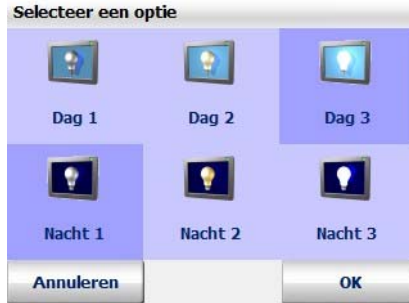 Selecteer een optie
Dag 1 Dag 2 Dag 3
Nacht 1 Nacht 2 Nacht 3
Annuleren OK